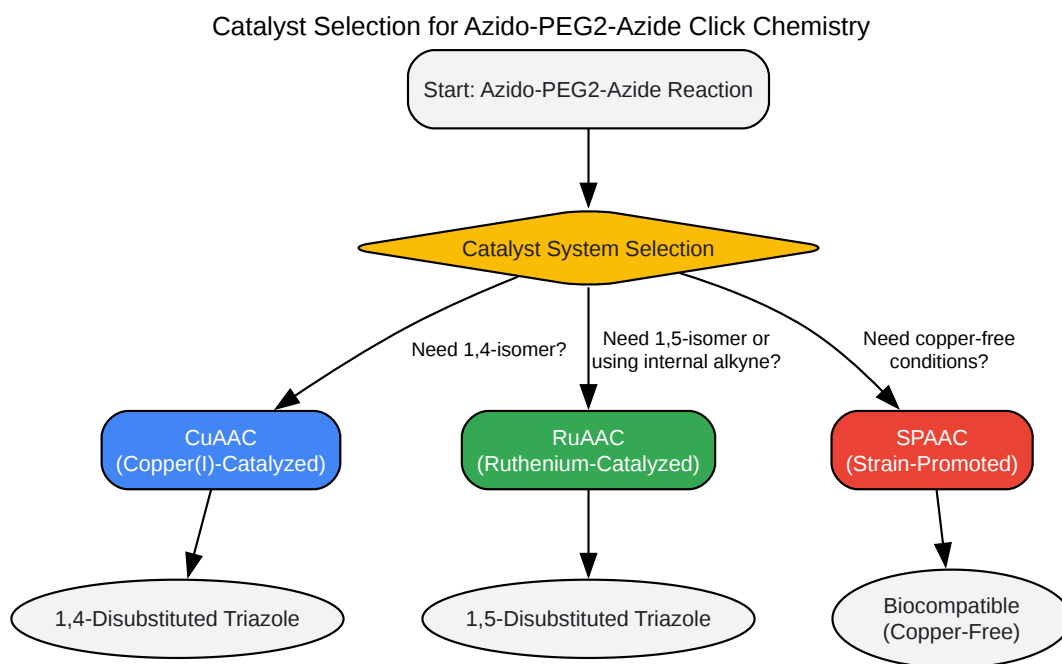 Catalyst Selection for Azido-PEG2-Azide Click Chemistry
Start: Azido-PEG2-Azide Reaction
Catalyst System Selection
Need 1,4-isomer?
Need 1,5-isomer or
using internal alkyne?
Need copper-free
conditions?
CuAAC
(Copper(I)-Catalyzed)
RuAAC
(Ruthenium-Catalyzed)
SPAAC
(Strain-Promoted)
1,4-Disubstituted Triazole
1,5-Disubstituted Triazole
Biocompatible
(Copper-Free)